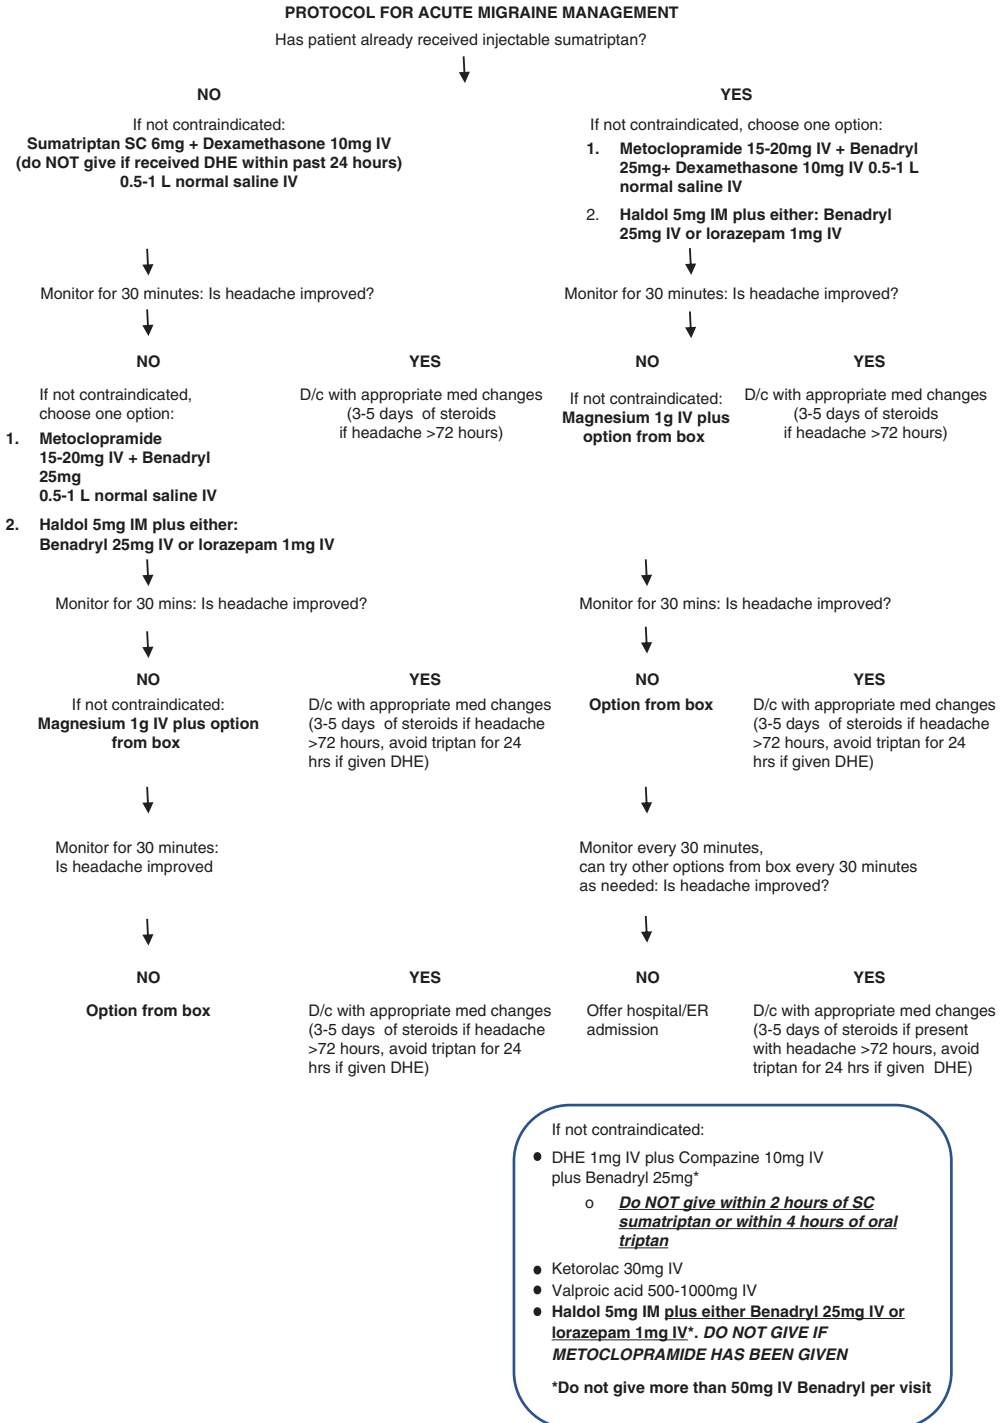 PROTOCOL FOR ACUTE MIGRAINE MANAGEMENT
Has patient already received injectable sumatriptan?
NO
If not contraindicated:
Sumatriptan SC 6mg + Dexamethasone 10mg IV
(do NOT give if received DHE within past 24 hours)
0.5-1 L normal saline IV
YES
If not contraindicated, choose one option:
1. Metoclopramide 15-20mg IV + Benadryl
25mg+ Dexamethasone 10mg IV 0.5-1 L
normal saline IV
2. Haldol 5mg IM plus either: Benadryl
25mg IV or lorazepam 1mg IV
Monitor for 30 minutes: Is headache improved?
Monitor for 30 minutes: Is headache improved?
NO
If not contraindicated,
choose one option:
1. Metoclopramide
15-20mg IV + Benadryl
25mg
0.5-1 L normal saline IV
2. Haldol 5mg IM plus either:
Benadryl 25mg IV or lorazepam 1mg IV
YES
D/c with appropriate med changes
(3-5 days of steroids
if headache >72 hours)
NO
If not contraindicated:
Magnesium 1g IV plus
option from box
YES
D/c with appropriate med changes
(3-5 days of steroids
if headache >72 hours)
Monitor for 30 mins: Is headache improved?
Monitor for 30 mins: Is headache improved?
NO
If not contraindicated:
Magnesium 1g IV plus option
from box
YES
D/c with appropriate med changes
(3-5 days of steroids if headache
>72 hours, avoid triptan for 24
hrs if given DHE)
NO
Option from box
YES
D/c with appropriate med changes
(3-5 days of steroids if headache
>72 hours, avoid triptan for 24
hrs if given DHE)
Monitor for 30 minutes:
Is headache improved
Monitor every 30 minutes,
can try other options from box every 30 minutes
as needed: Is headache improved?
NO
Option from box
YES
D/c with appropriate med changes
(3-5 days of steroids if headache
>72 hours, avoid triptan for 24
hrs if given DHE)
NO
Offer hospital/ER
admission
YES
D/c with appropriate med changes
(3-5 days of steroids if present
with headache >72 hours, avoid
triptan for 24 hrs if given DHE)
If not contraindicated:
● DHE 1mg IV plus Compazine 10mg IV
plus Benadryl 25mg*
o Do NOT give within 2 hours of SC
sumatriptan or within 4 hours of oral
triptan
● Ketorolac 30mg IV
● Valproic acid 500-1000mg IV
● Haldol 5mg IM plus either Benadryl 25mg IV or
lorazepam 1mg IV*. DO NOT GIVE IF
METOCLOPRAMIDE HAS BEEN GIVEN
*Do not give more than 50mg IV Benadryl per visit